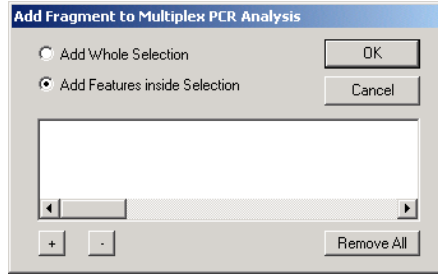 Add Fragment to Multiplex PCR Analysis
Add Whole Selection
OK
Add Features inside Selection
Cancel
+
-
Remove All